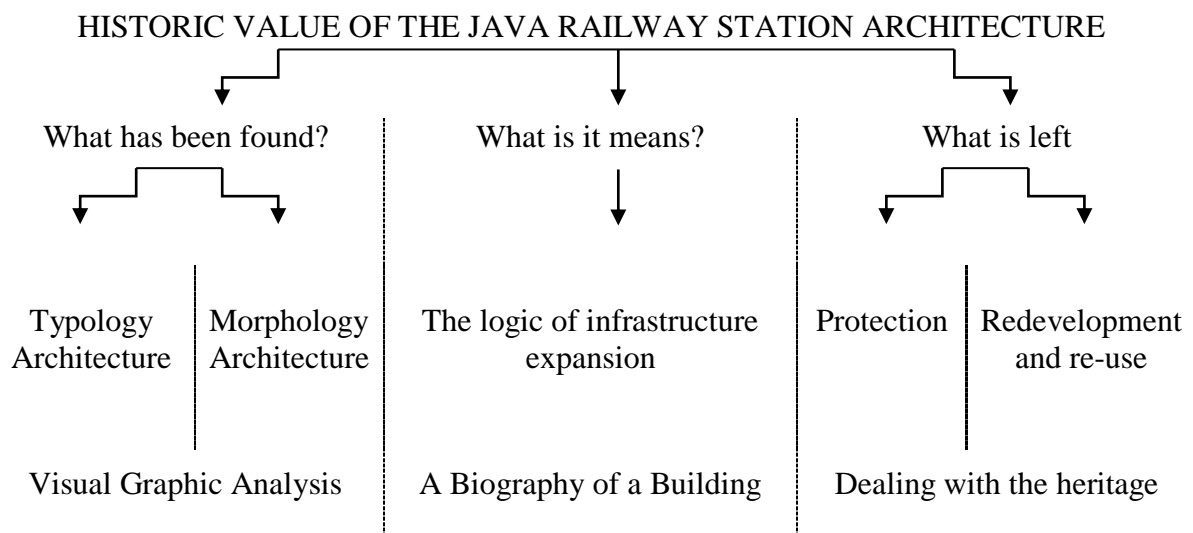 HISTORIC VALUE OF THE JAVA RAILWAY STATION ARCHITECTURE
What has been found?
What is it means?
What is left
Typology
Architecture
Morphology
Architecture
The logic of infrastructure
expansion
Protection
Redevelopment
and re-use
Visual Graphic Analysis
A Biography of a Building
Dealing with the heritage